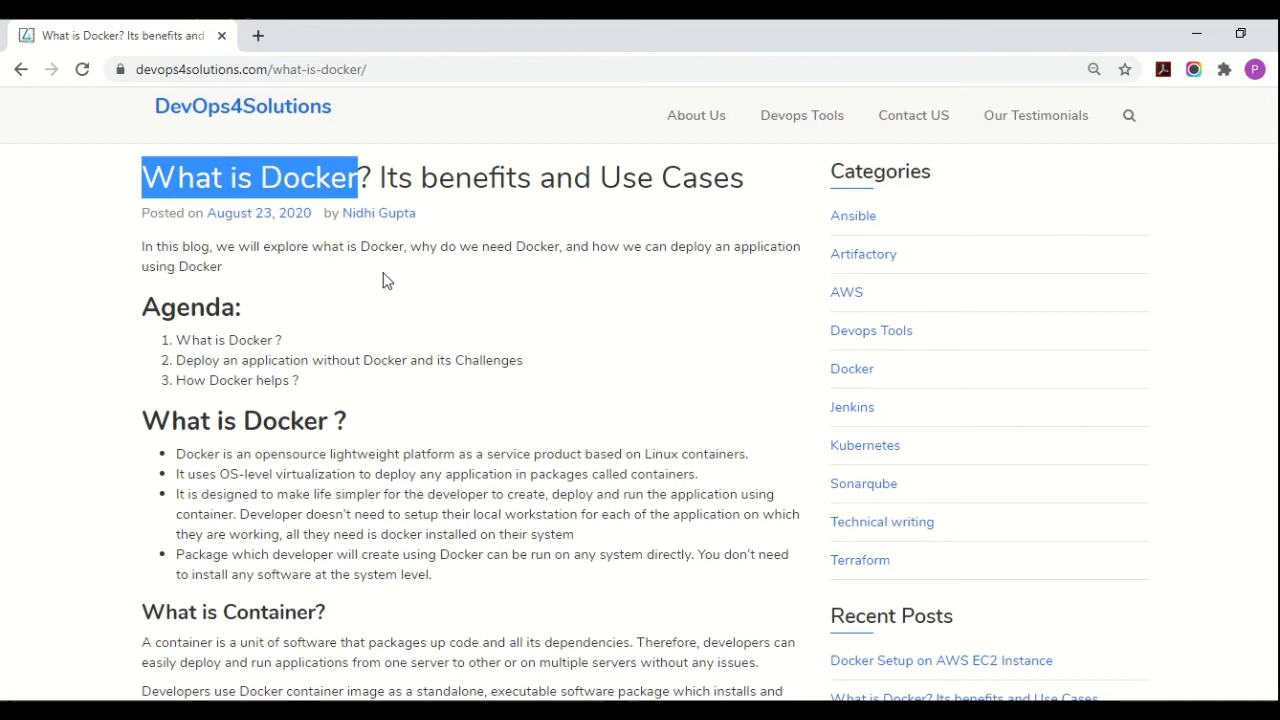 What is Docker? Its benefits and
devops4solutions.com/what-is-docker/
P
DevOps4Solutions
About Us
Devops Tools
Contact US
Our Testimonials
What is Docker? Its benefits and Use Cases
Posted on August 23, 2020 by Nidhi Gupta
In this blog, we will explore what is Docker, why do we need Docker, and how we can deploy an application
using Docker
Agenda:
1. What is Docker ?
2. Deploy an application without Docker and its Challenges
3. How Docker helps ?
What is Docker ?
• Docker is an opensource lightweight platform as a service product based on Linux containers.
• It uses OS-level virtualization to deploy any application in packages called containers.
• It is designed to make life simpler for the developer to create, deploy and run the application using
container. Developer doesn't need to setup their local workstation for each of the application on which
they are working, all they need is docker installed on their system
• Package which developer will create using Docker can be run on any system directly. You don't need
to install any software at the system level.
What is Container?
A container is a unit of software that packages up code and all its dependencies. Therefore, developers can
easily deploy and run applications from one server to other or on multiple servers without any issues.
Developers use Docker container image as a standalone, executable software package which installs and
Categories
Ansible
Artifactory
AWS
Devops Tools
Docker
Jenkins
Kubernetes
Sonarqube
Technical writing
Terraform
Recent Posts
Docker Setup on AWS EC2 Instance
What is Docker? Its benefits and Use Cases